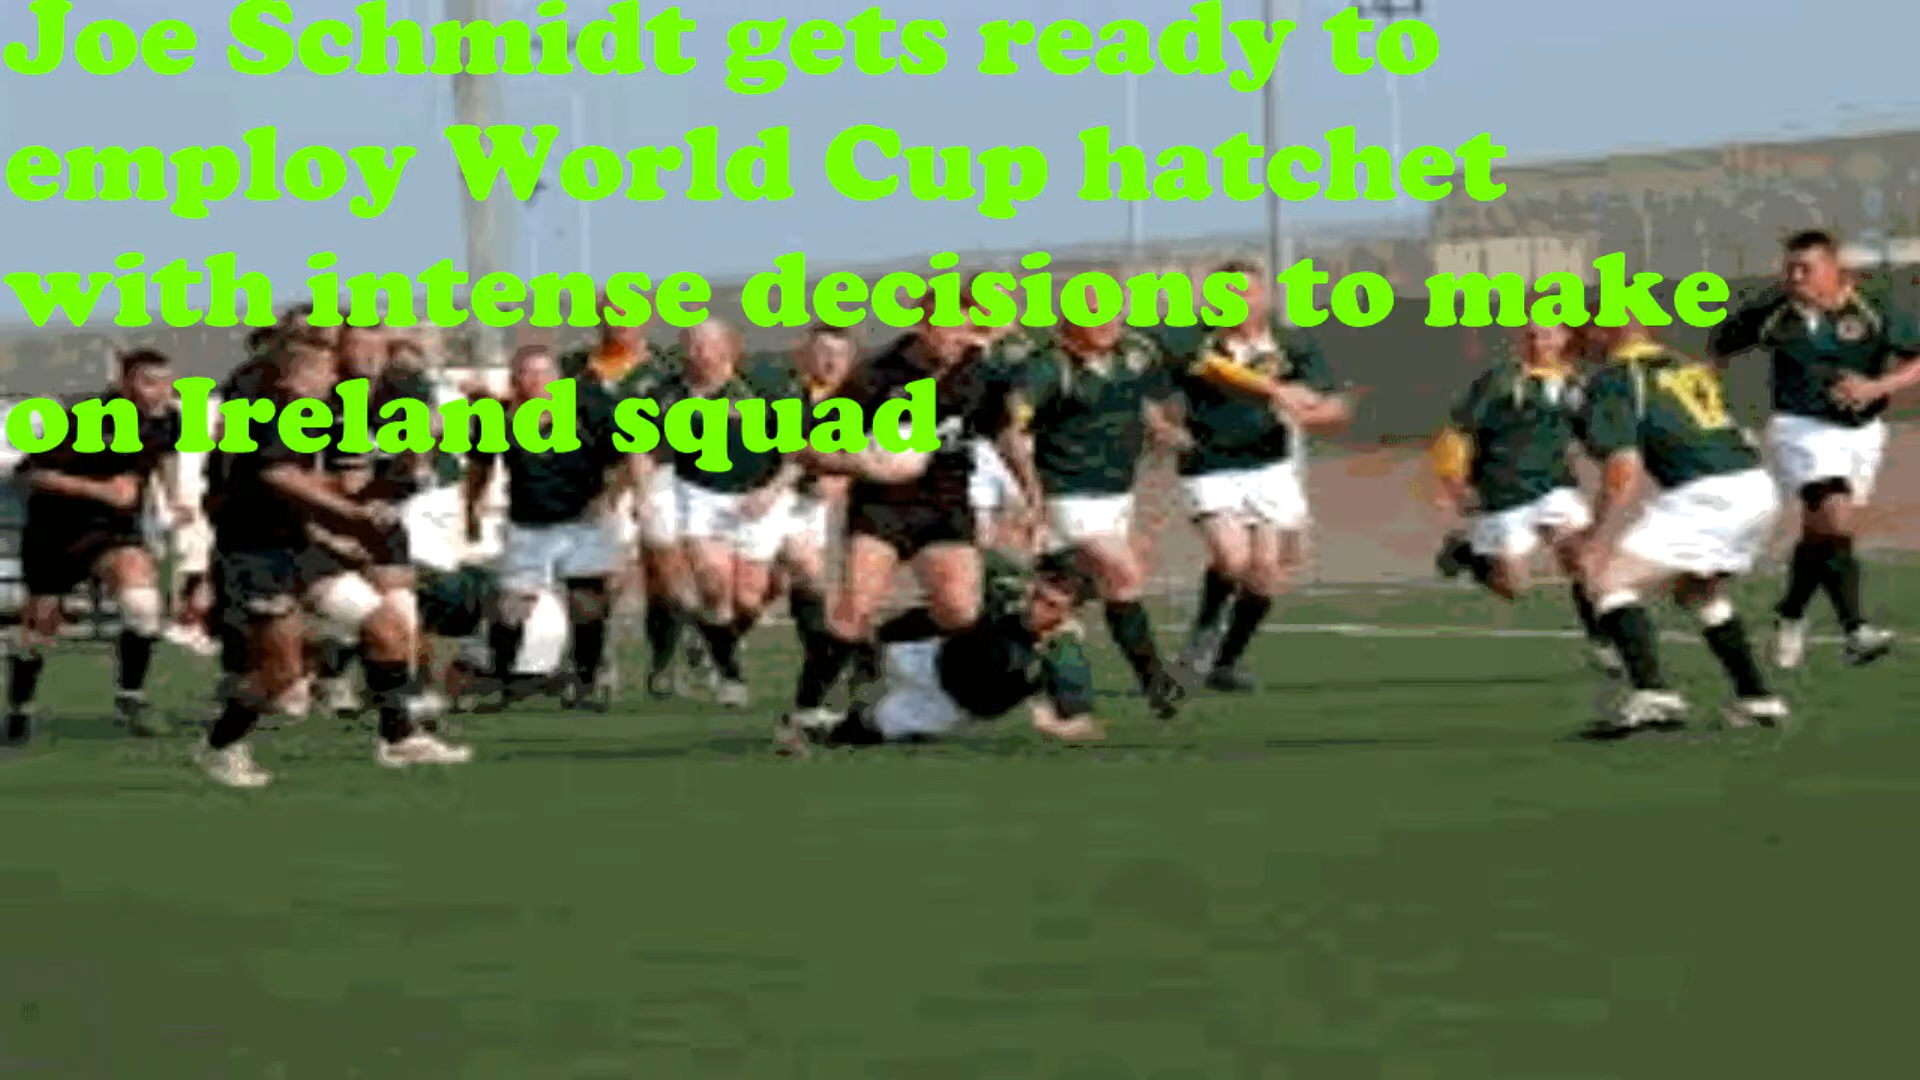 Joe Schmidt gets ready to
employ World Cup hatchet
with intense decisions to make
on Ireland squad